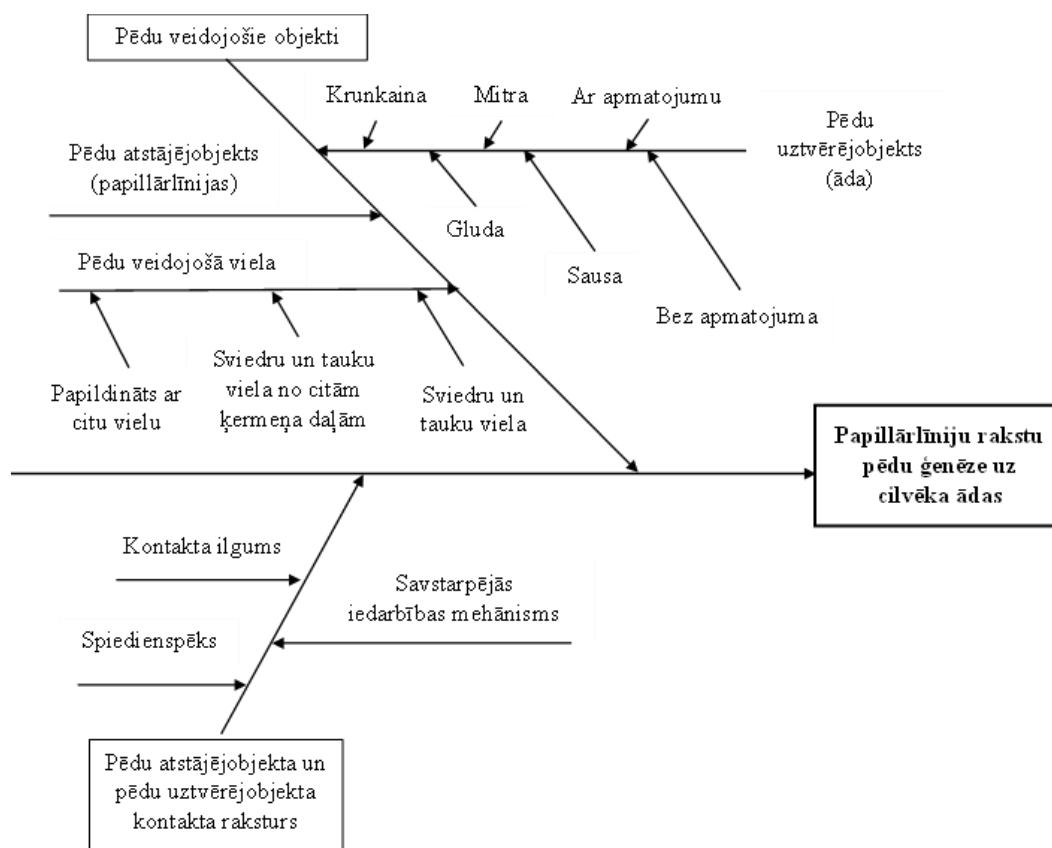 Pēdu veidojošie objekti
Krunkaina
Mitra
Ar apmatojumu
Pēdu
uztvērējobjekts
(āda)
Pēdu atstājējobjekts
(papillārlīnijas)
Gluda
Sausa
Bez apmatojuma
Pēdu veidojošā viela
Papildināts ar
citu vielu
Sviedru un tauku
viela no citām
ķermeņa daļām
Sviedru un
tauku viela
Papillārlīniju rakstu
pēdu ģenēze uz
cilvēka ādas
Kontakta ilgums
Savstarpējās
iedarbības mehānisms
Spiedienspēks
Pēdu atstājējobjekta un
pēdu uztvērējobjekta
kontakta raksturs